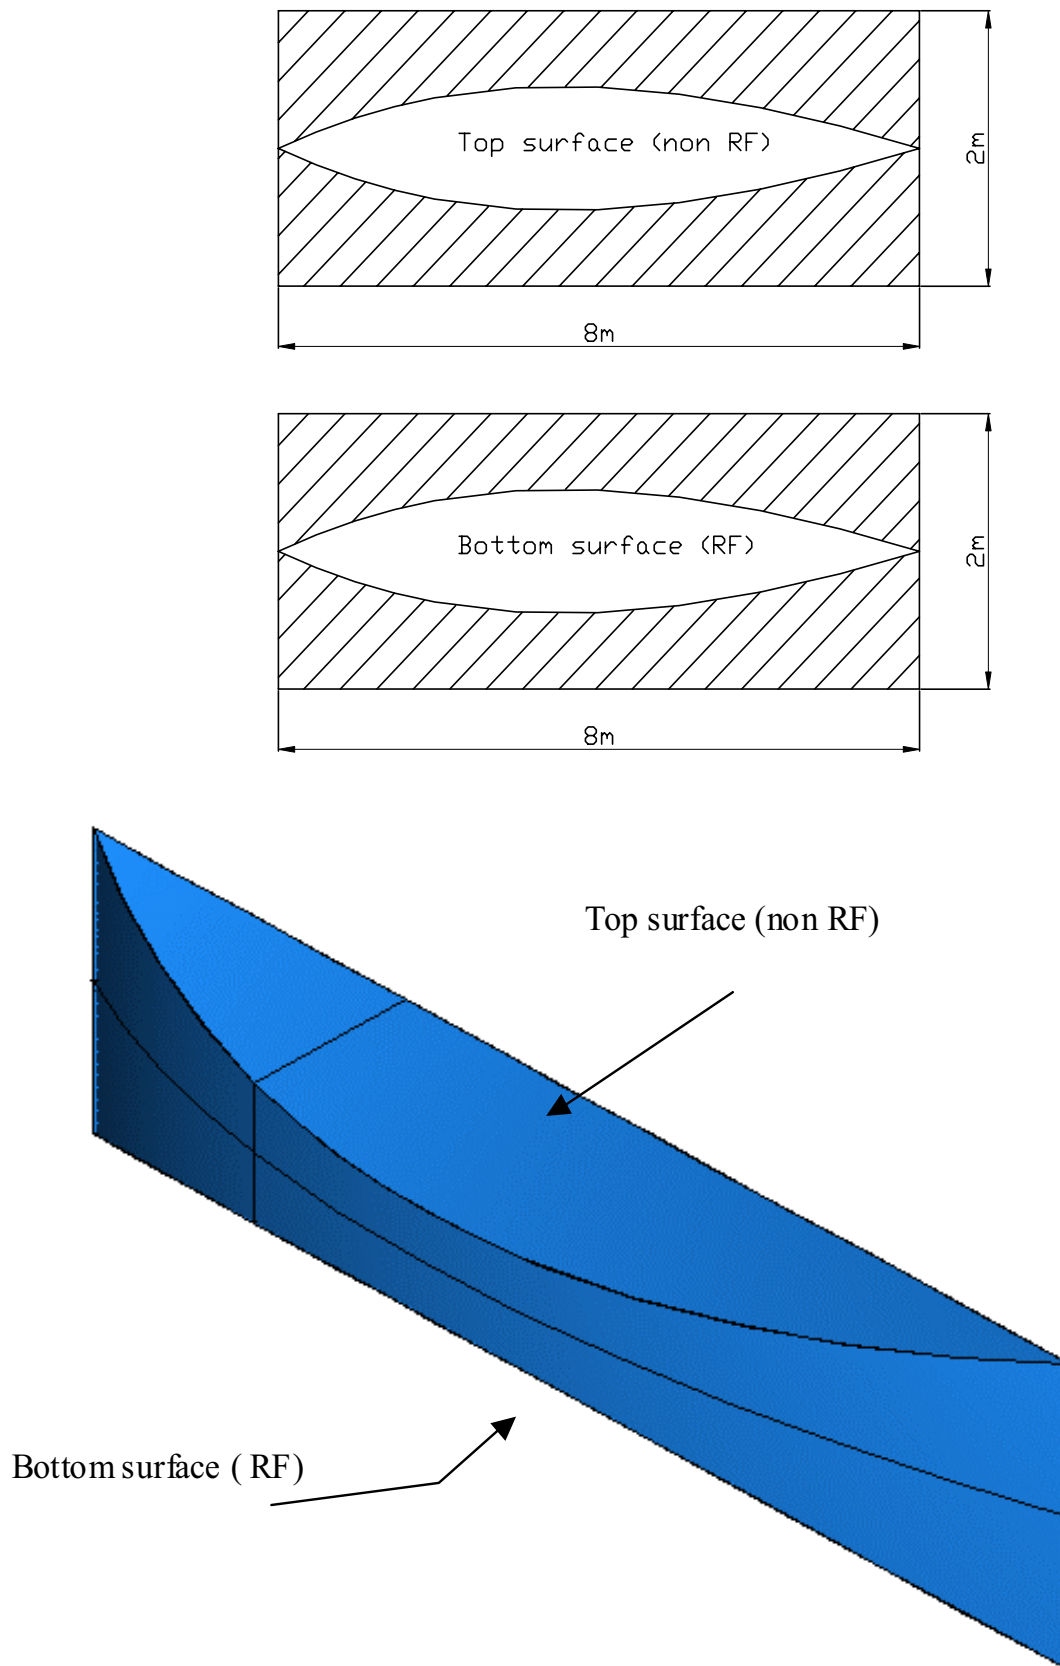 Top surface (non RF)
2m
8m
Bottom surface (RF)
2m
8m
Top surface (non RF)
Bottom surface ( RF)